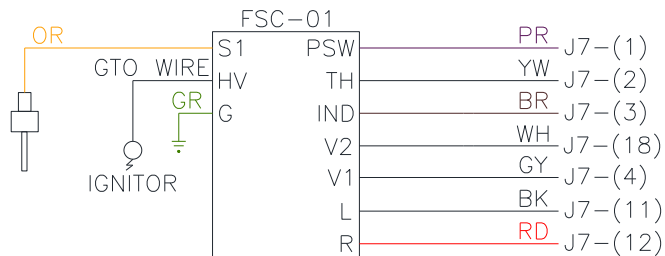 FSC-01
OR S1 PSW PR J7-(1)
GTO WIRE HV TH YW J7-(2)
GR G IND BR J7-(3)
V2 WH J7-(18)
IGNITOR V1 GY J7-(4)
L BK J7-(11)
R RD J7-(12)